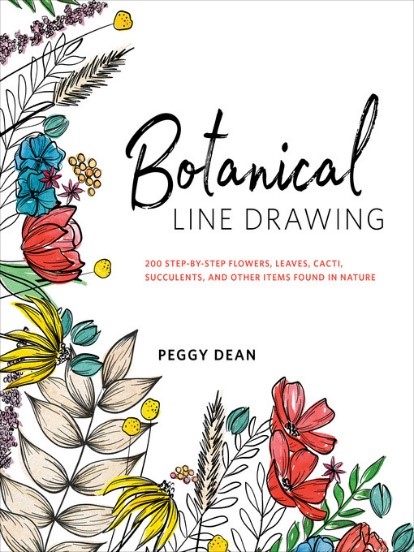 Botanical
LINE DRAWING
200 STEP-BY-STEP FLOWERS, LEAVES, CACTI,
SUCCULENTS, AND OTHER ITEMS FOUND IN NATURE
PEGGY DEAN